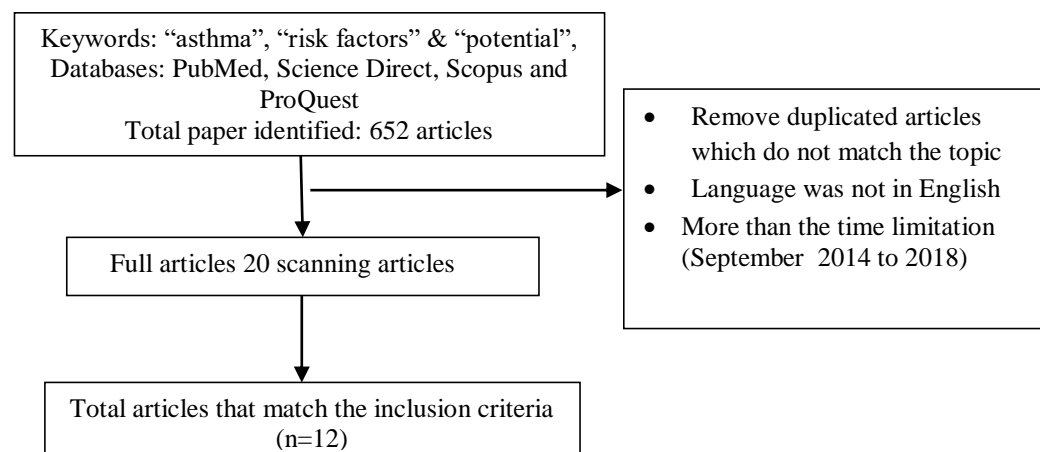 Keywords: “asthma”, “risk factors” & “potential”,
Databases: PubMed, Science Direct, Scopus and
ProQuest
Total paper identified: 652 articles
• Remove duplicated articles
which do not match the topic
• Language was not in English
• More than the time limitation
(September 2014 to 2018)
Full articles 20 scanning articles
Total articles that match the inclusion criteria
(n=12)